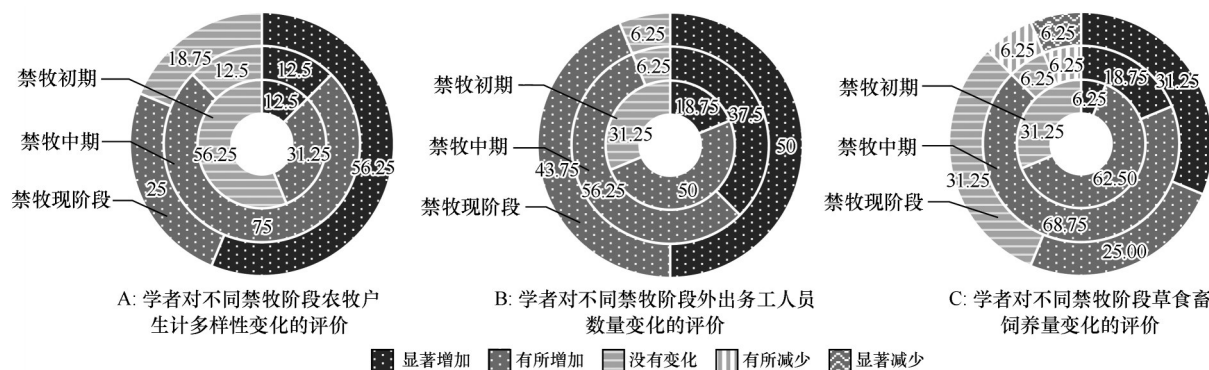 18.75
12.5
12.5
12.5
56.25
31.25
25
75
56.25
禁牧初期
禁牧中期
禁牧现阶段
A: 学者对不同禁牧阶段农牧户
生计多样性变化的评价
6.25
6.25
18.75
37.5
31.25
50
43.75
56.25
50
禁牧初期
禁牧中期
禁牧现阶段
B: 学者对不同禁牧阶段外出务工人员
数量变化的评价
6.25
6.25
6.25
6.25
18.75
31.25
6.25
31.25
62.50
31.25
68.75
25.00
禁牧初期
禁牧中期
禁牧现阶段
C: 学者对不同禁牧阶段草食畜
饲养量变化的评价
显著增加 有所增加 没有变化 有所减少 显著减少